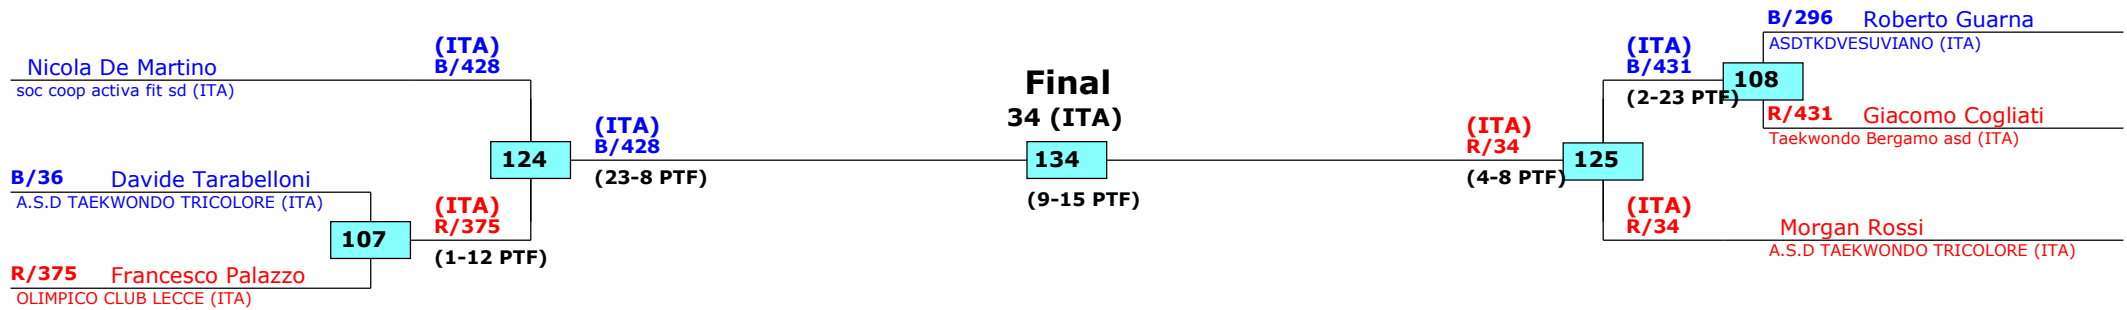 Nicola De Martino
soc coop activa fit sd (ITA)
(ITA)
B/428
B/36 Davide Tarabelloni
A.S.D TAEKWONDO TRICOLORE (ITA)
107
R/375 Francesco Palazzo
OLIMPICO CLUB LECCE (ITA)
(ITA)
R/375
(1-12 PTF)
124
(ITA)
B/428
(23-8 PTF)
Final
34 (ITA)
134
(9-15 PTF)
(ITA)
R/34
(4-8 PTF)
125
(ITA)
B/431
(2-23 PTF)
108
B/296 Roberto Guarna
ASDTKDVESUVIANO (ITA)
R/431 Giacomo Cogliati
Taekwondo Bergamo asd (ITA)
(ITA)
R/34
Morgan Rossi
A.S.D TAEKWONDO TRICOLORE (ITA)